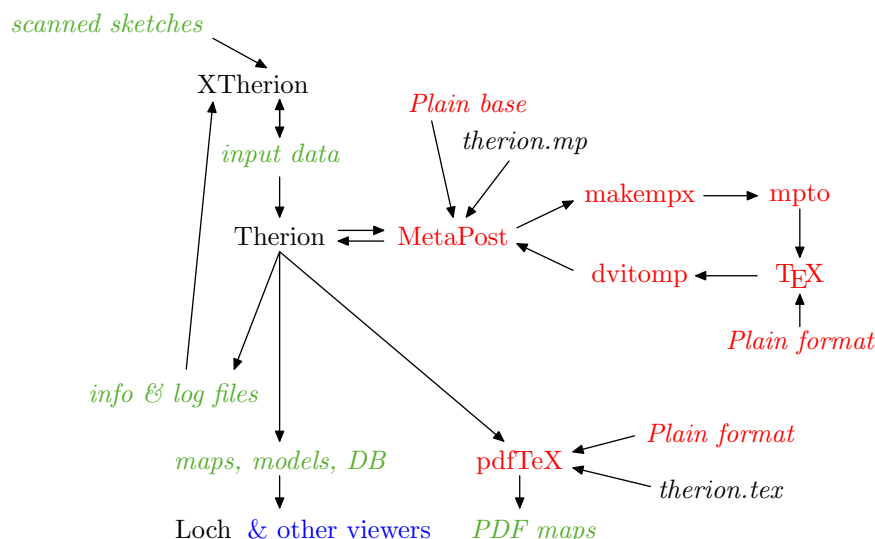 scanned sketches
XTherion
Plain base
therion.mp
input data
makempx
mpto
Therion
MetaPost
dvitomp
TEX
Plain format
info & log files
Plain format
maps, models, DB
pdfTeX
therion.tex
Loch & other viewers
PDF maps